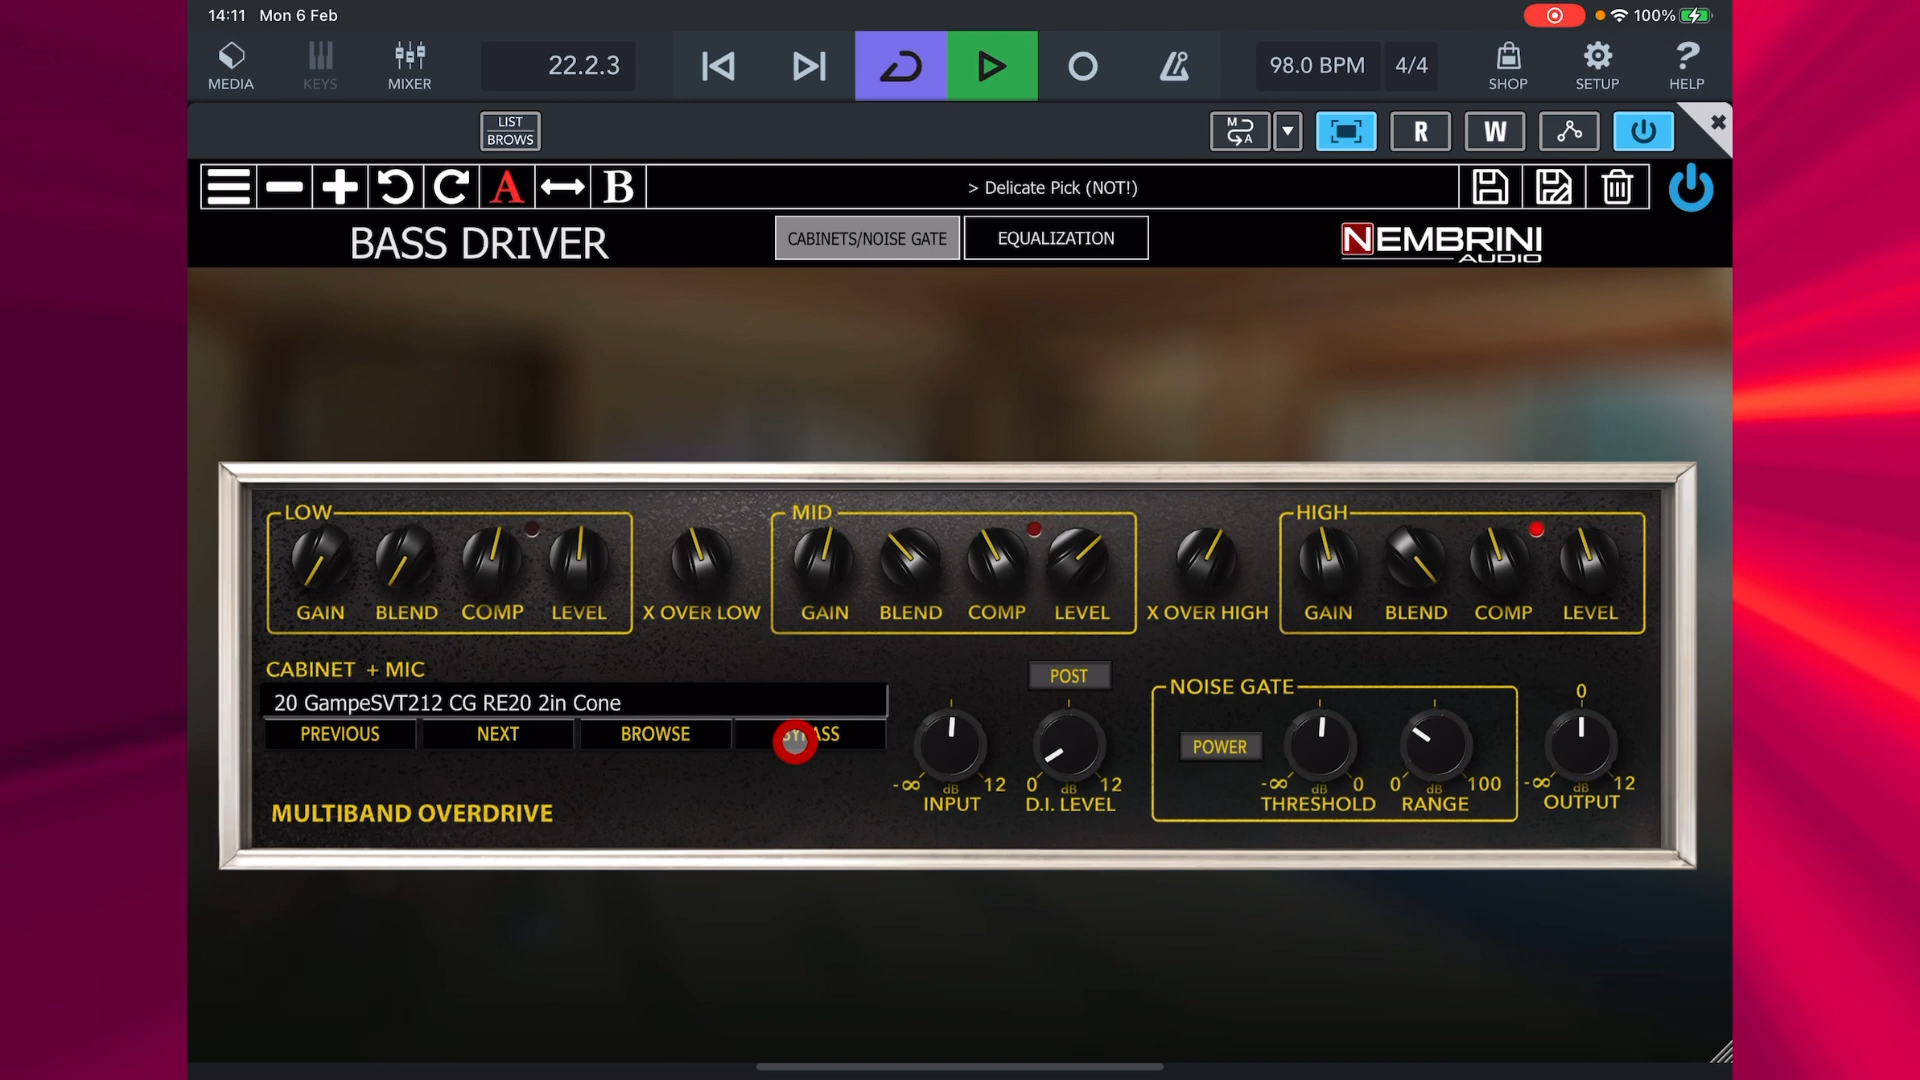 14:11 Mon 6 Feb 100%
MEDIA KEYS MIXER 22.2.3 98.0 BPM 4/4 SHOP SETUP HELP
LIST
BROWS
M
A
R W
A B > Delicate Pick (NOT!)
BASS DRIVER CABINETS/NOISE GATE EQUALIZATION NEMBRINI
AUDIO
LOW MID HIGH
GAIN BLEND COMP LEVEL X OVER LOW GAIN BLEND COMP LEVEL X OVER HIGH GAIN BLEND COMP LEVEL
CABINET + MIC POST
20 GampeSVT212 CG RE20 2in Cone NOISE GATE 0
PREVIOUS NEXT BROWSE BYPASS POWER
-∞ dB 12 0 dB 12 -∞ dB 0 0 dB 100 -∞ dB 12
INPUT D.I. LEVEL THRESHOLD RANGE OUTPUT
MULTIBAND OVERDRIVE